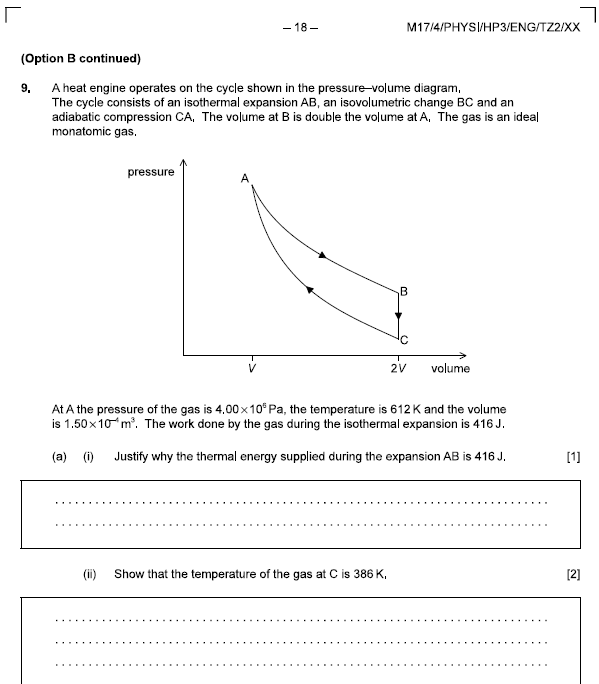 – 18 –
M17/4/PHYSI/HP3/ENG/TZ2/XX
(Option B continued)
9. A heat engine operates on the cycle shown in the pressure–volume diagram.
The cycle consists of an isothermal expansion AB, an isovolumetric change BC and an
adiabatic compression CA. The volume at B is double the volume at A. The gas is an ideal
monatomic gas.
pressure
A
B
C
V
2V
volume
At A the pressure of the gas is 4.00×10⁶ Pa, the temperature is 612 K and the volume
is 1.50×10⁻⁴ m³. The work done by the gas during the isothermal expansion is 416 J.
(a) (i) Justify why the thermal energy supplied during the expansion AB is 416 J. [1]
(ii) Show that the temperature of the gas at C is 386 K. [2]